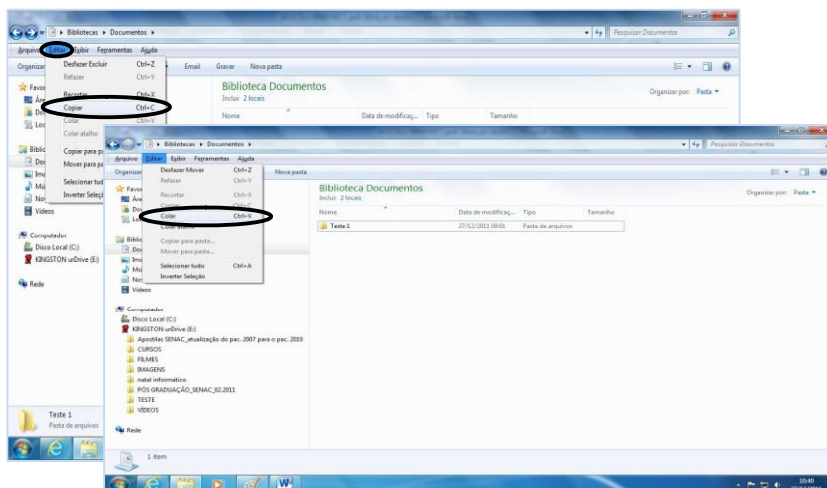 Bibliotecas ▸ Documentos ▸
Pesquisar Documentos
Arquivo Editar Exibir Ferramentas Ajuda
Organizar
Email Gravar Nova pasta
Desfazer Excluir Ctrl+Z
Refazer Ctrl+Y
Recortar Ctrl+X
Copiar Ctrl+C
Colar Ctrl+V
Colar atalho
Copiar para
Mover para
Selecionar tud
Inverter Seleçã
Favor
Loc
Bibli
Vídeos
Computador
Disco Local (C:)
KINGSTON urDrive (E:)
Rede
Biblioteca Documentos
Inclui: 2 locais
Organizar por: Pasta
Nome Data de modificaç... Tipo Tamanho
Teste 1
Pasta de arquivos
Bibliotecas ▸ Documentos ▸
Pesquisar Documentos
Arquivo Editar Exibir Ferramentas Ajuda
Organizar
Nova pasta
Desfazer Mover Ctrl+Z
Refazer Ctrl+Y
Recortar Ctrl+X
Copiar Ctrl+C
Colar Ctrl+V
Colar atalho
Copiar para pasta...
Mover para pasta...
Selecionar tudo Ctrl+A
Inverter Seleção
Vídeos
Computador
Disco Local (C:)
KINGSTON urDrive (E:)
Apostilas SENAC_atualização do pac. 2007 para o pac. 2010
CURSOS
FILMES
IMAGENS
natal informático
PÓS GRADUAÇÃO_SENAC_02.2011
TESTE
VÍDEOS
Rede
Biblioteca Documentos
Inclui: 2 locais
Organizar por: Pasta
Nome Data de modificaç... Tipo Tamanho
Teste 1 27/12/2011 09:01 Pasta de arquivos
1 item
10:40